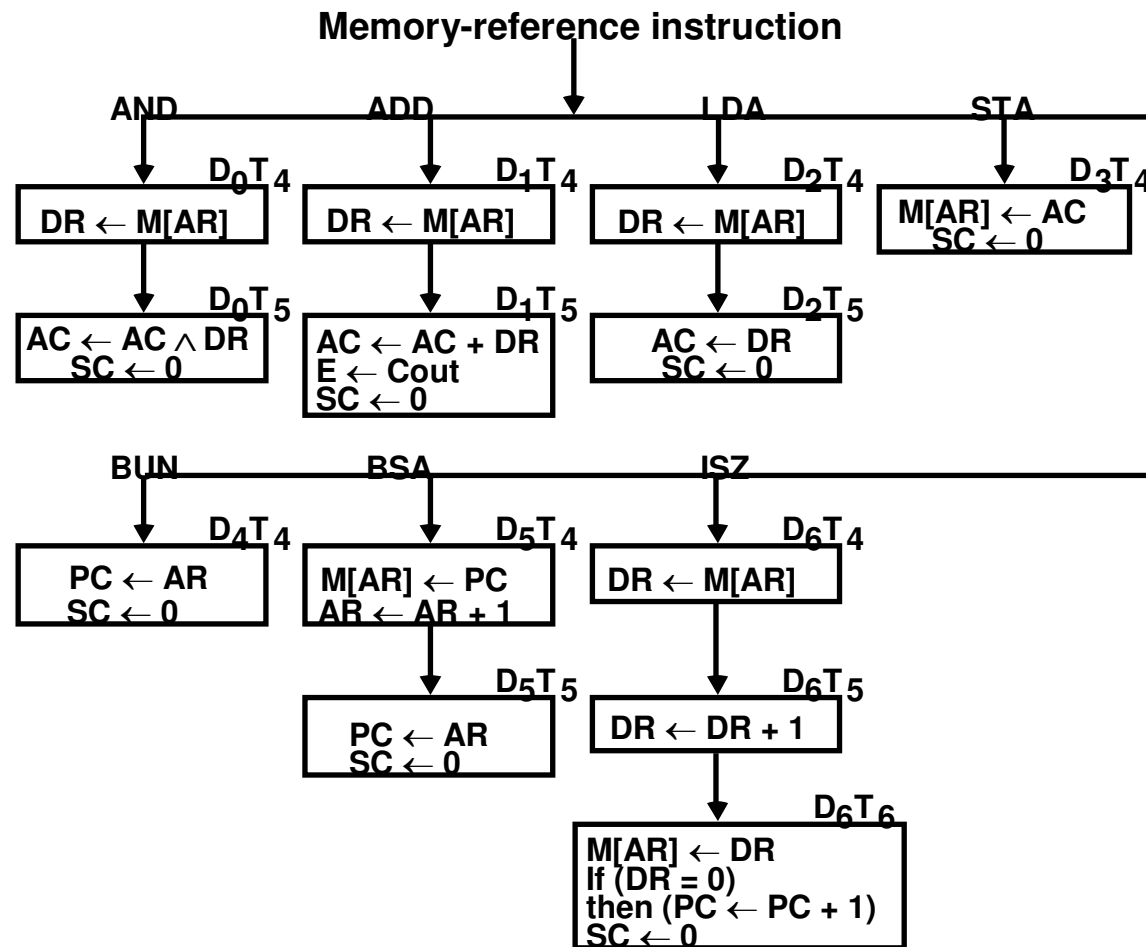 Memory-reference instruction
AND ADD LDA STA
D0T4 D1T4 D2T4 D3T4
DR ← M[AR]
DR ← M[AR]
DR ← M[AR]
M[AR] ← AC
SC ← 0
D0T5 D1T5 D2T5
AC ← AC ∧ DR
SC ← 0
AC ← AC + DR
E ← Cout
SC ← 0
AC ← DR
SC ← 0
BUN BSA ISZ
D4T4 D5T4 D6T4
PC ← AR
SC ← 0
M[AR] ← PC
AR ← AR + 1
DR ← M[AR]
D5T5 D6T5
PC ← AR
SC ← 0
DR ← DR + 1
D6T6
M[AR] ← DR
If (DR = 0)
then (PC ← PC + 1)
SC ← 0